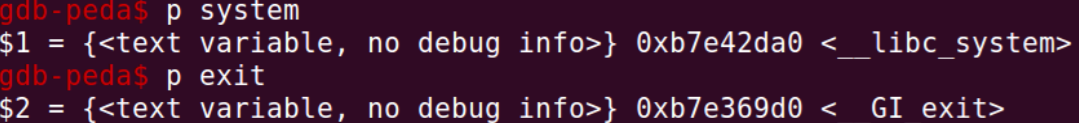 gdb-peda$ p system
$1 = {<text variable, no debug info>} 0xb7e42da0 <__libc_system>
gdb-peda$ p exit
$2 = {<text variable, no debug info>} 0xb7e369d0 <__GI_exit>